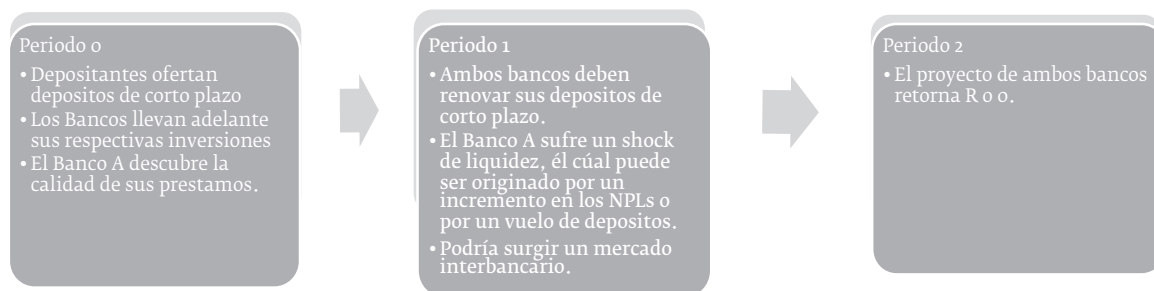 Periodo 0
• Depositantes ofertan
depositos de corto plazo
• Los Bancos llevan adelante
sus respectivas inversiones
• El Banco A descubre la
calidad de sus prestamos.
Periodo 1
• Ambos bancos deben
renovar sus depositos de
corto plazo.
• El Banco A sufre un shock
de liquidez, él cúal puede
ser originado por un
incremento en los NPLs o
por un vuelo de depositos.
• Podría surgir un mercado
interbancario.
Periodo 2
• El proyecto de ambos bancos
retorna R o 0.